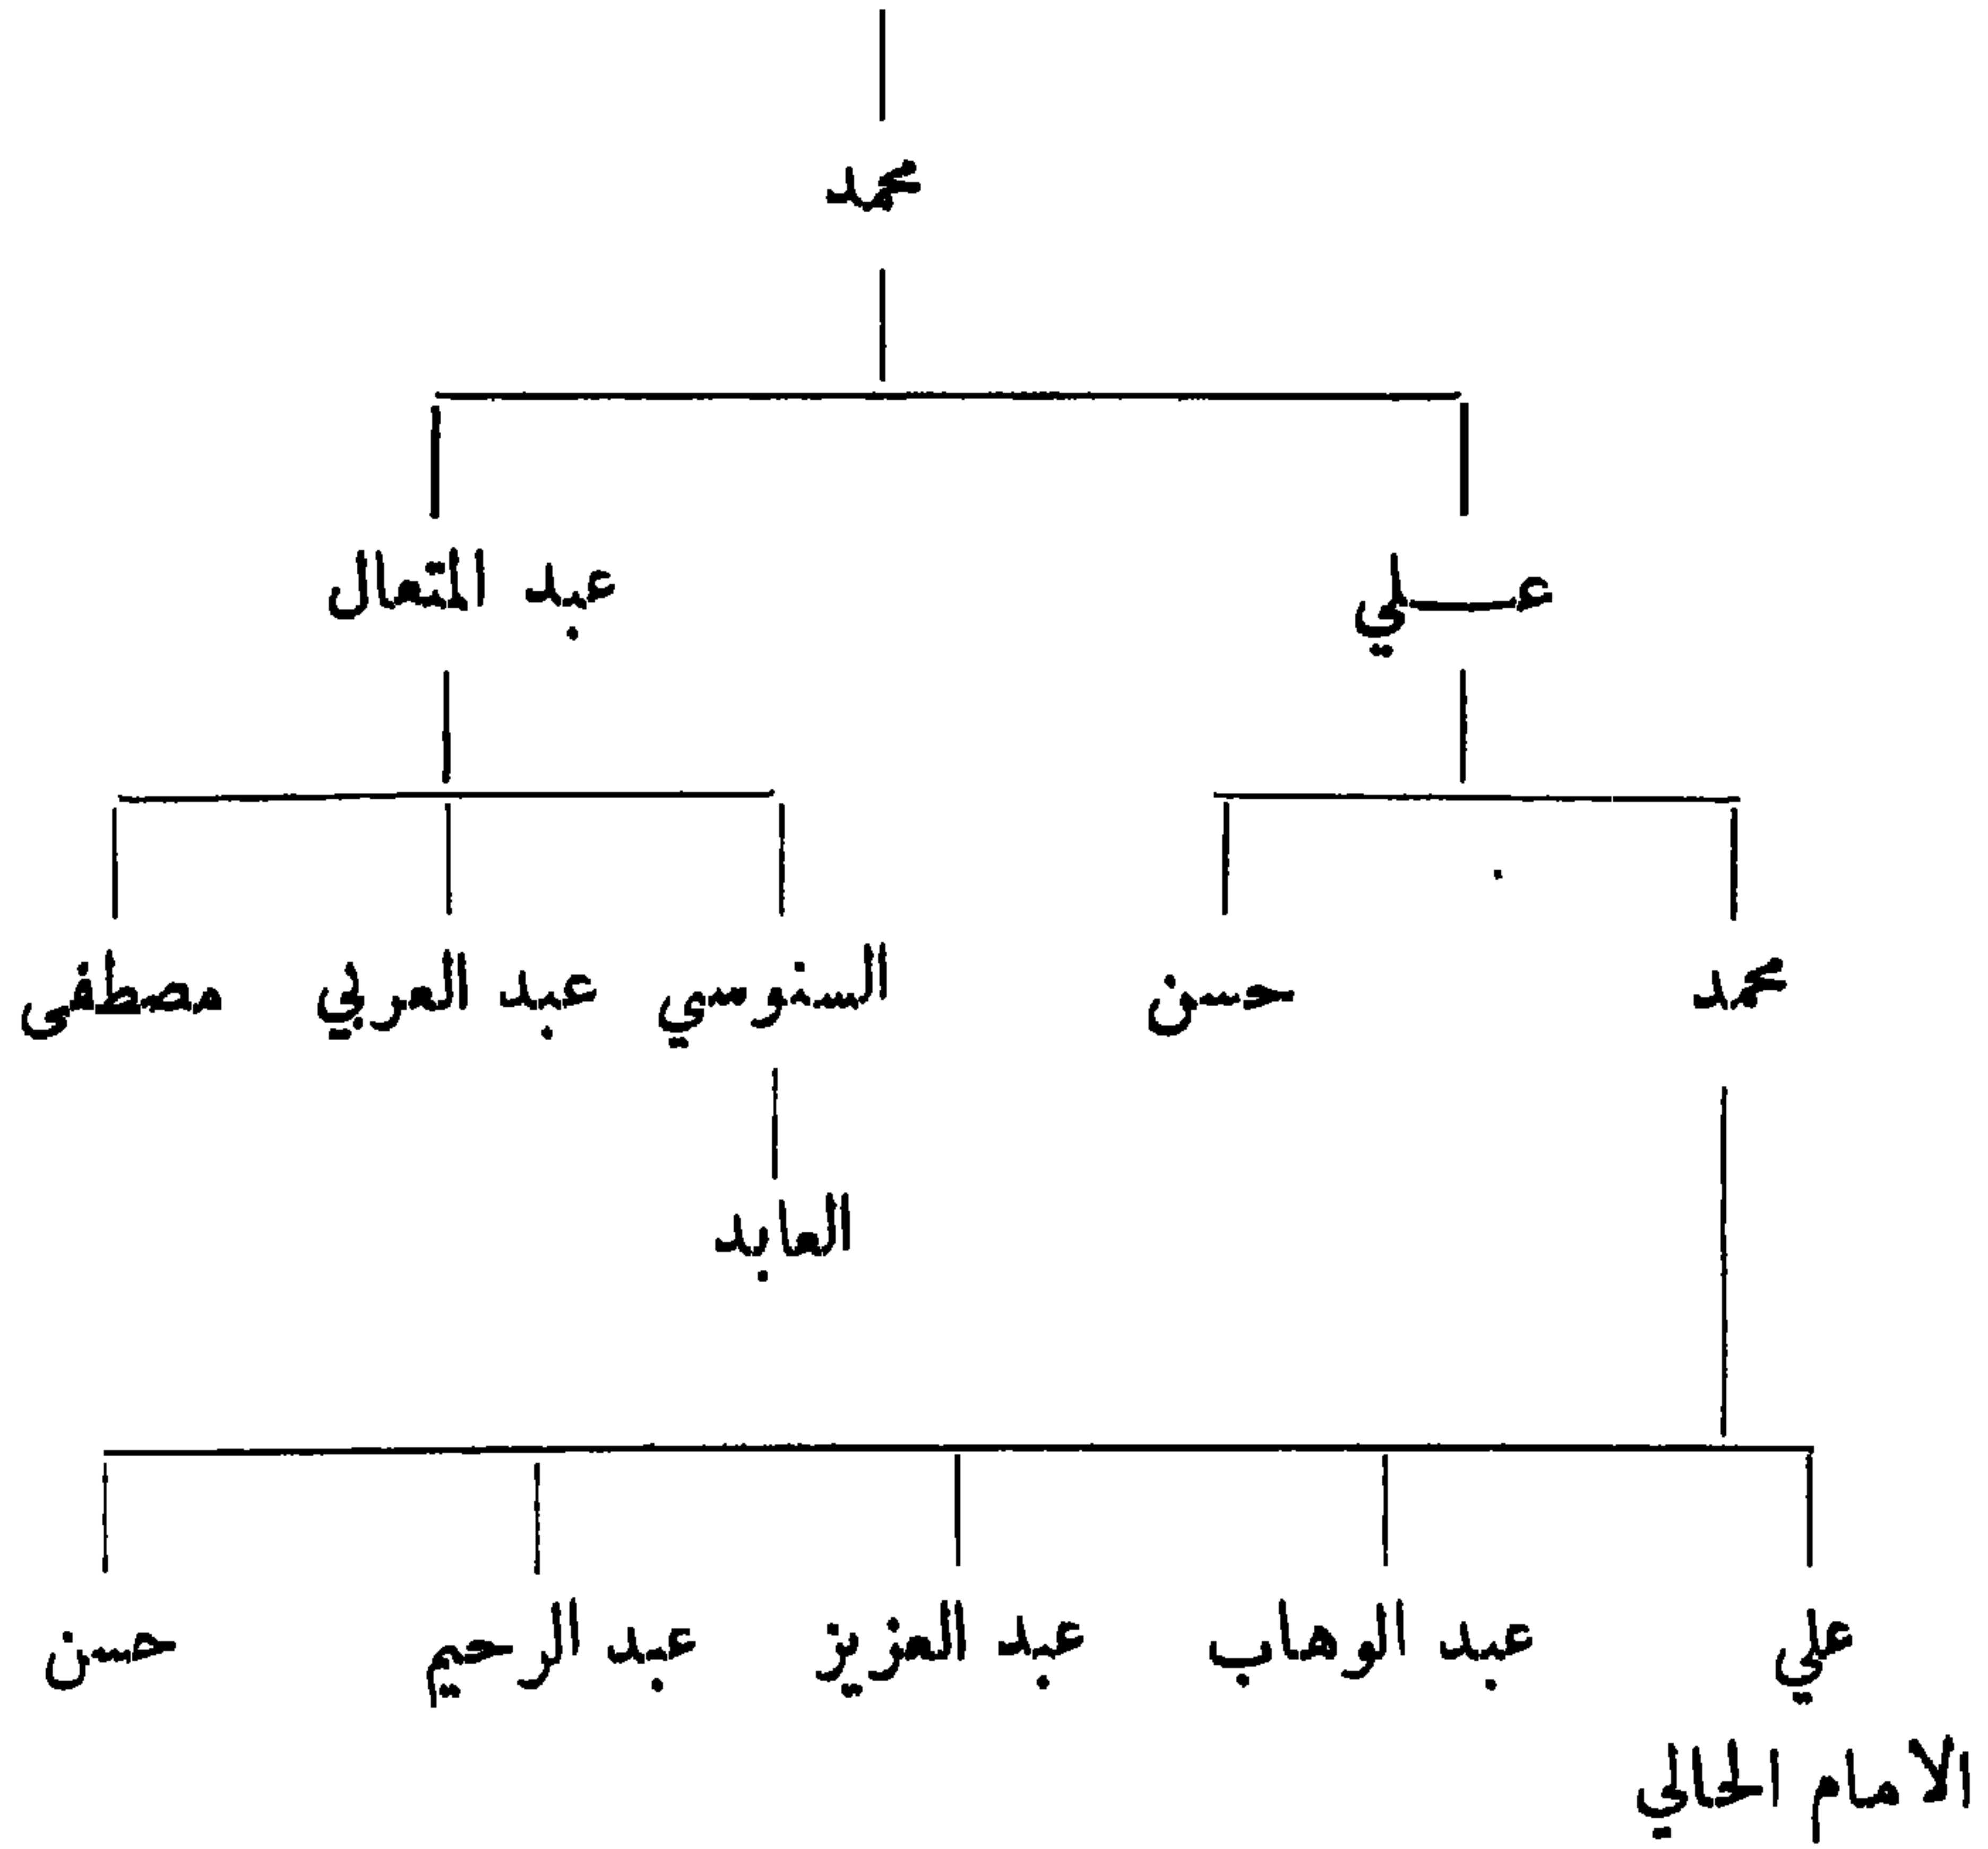 محمد
علي عبد المتعال
محمد حسن السنوسي عبد العربي مصطفى
العابد
علي عبد الوهاب عبد العزيز عبد الرحيم حسن
الامام الحالي